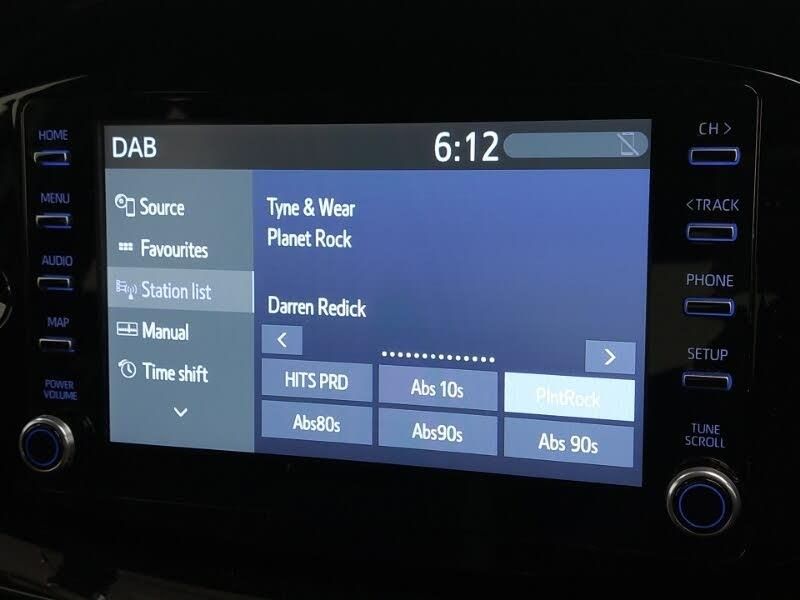 HOME
MENU
AUDIO
MAP
POWER
VOLUME
DAB
6:12
Source
Favourites
Station list
Manual
Time shift
Tyne & Wear
Planet Rock
Darren Redick
HITS PRD
Abs 10s
PlntRock
Abs80s
Abs90s
Abs 90s
CH >
< TRACK
PHONE
SETUP
TUNE
SCROLL